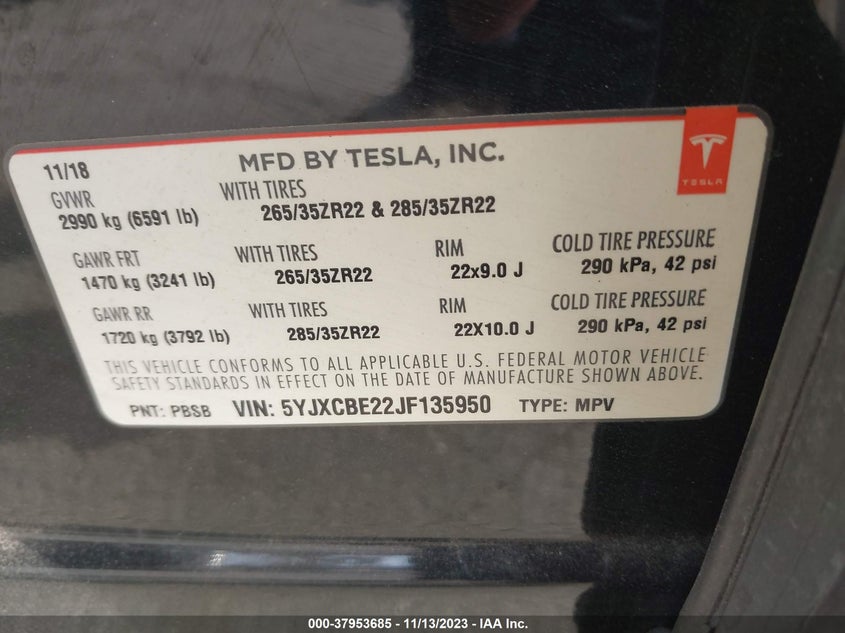 11/18 MFD BY TESLA, INC.
TESLA
GVWR WITH TIRES
2990 kg (6591 lb) 265/35ZR22 & 285/35ZR22
GAWR FRT WITH TIRES RIM COLD TIRE PRESSURE
1470 kg (3241 lb) 265/35ZR22 22x9.0 J 290 kPa, 42 psi
GAWR RR WITH TIRES RIM COLD TIRE PRESSURE
1720 kg (3792 lb) 285/35ZR22 22X10.0 J 290 kPa, 42 psi
THIS VEHICLE CONFORMS TO ALL APPLICABLE U.S. FEDERAL MOTOR VEHICLE
SAFETY STANDARDS IN EFFECT ON THE DATE OF MANUFACTURE SHOWN ABOVE.
PNT: PBSB VIN: 5YJXCBE22JF135950 TYPE: MPV
000-37953685 - 11/13/2023 - IAA Inc.